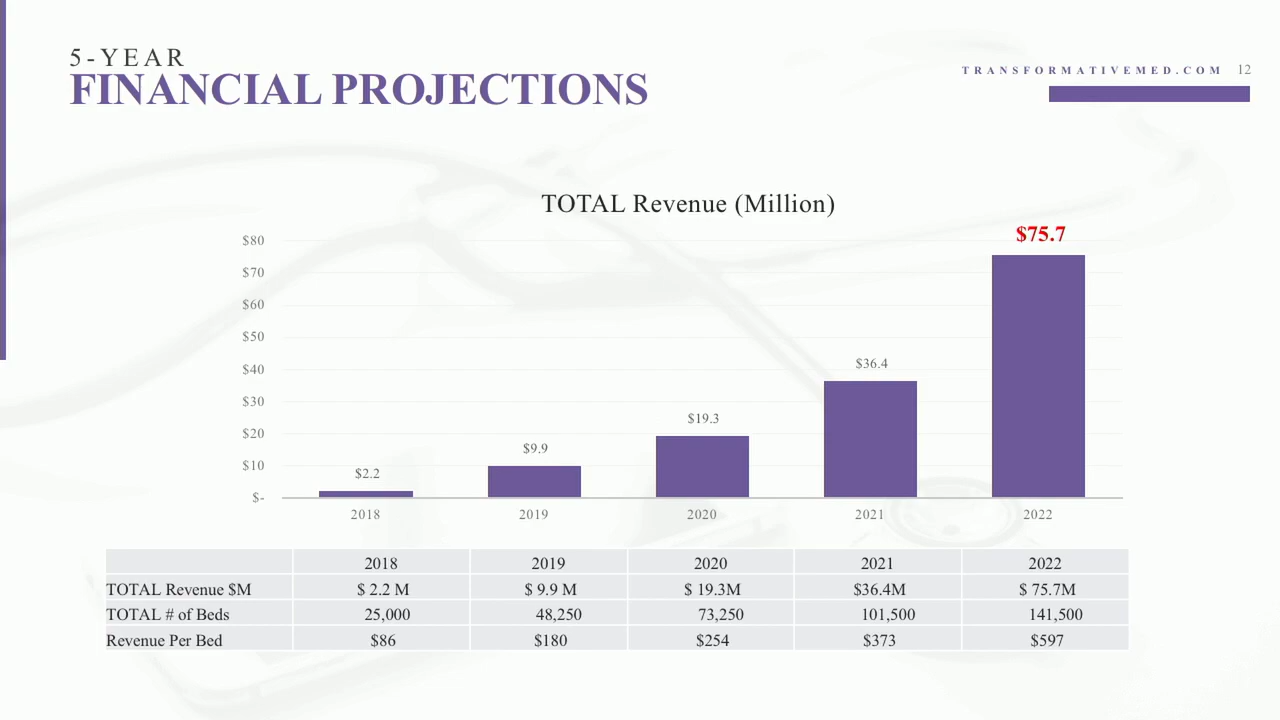 5-YEAR
FINANCIAL PROJECTIONS
TRANSFORMATIVEMED.COM 12
TOTAL Revenue (Million)
$80
$70
$60
$50
$40
$30
$20
$10
$-
$2.2
$9.9
$19.3
$36.4
$75.7
2018 2019 2020 2021 2022
2018 2019 2020 2021 2022
TOTAL Revenue $M $ 2.2 M $ 9.9 M $ 19.3M $36.4M $ 75.7M
TOTAL # of Beds 25,000 48,250 73,250 101,500 141,500
Revenue Per Bed $86 $180 $254 $373 $597